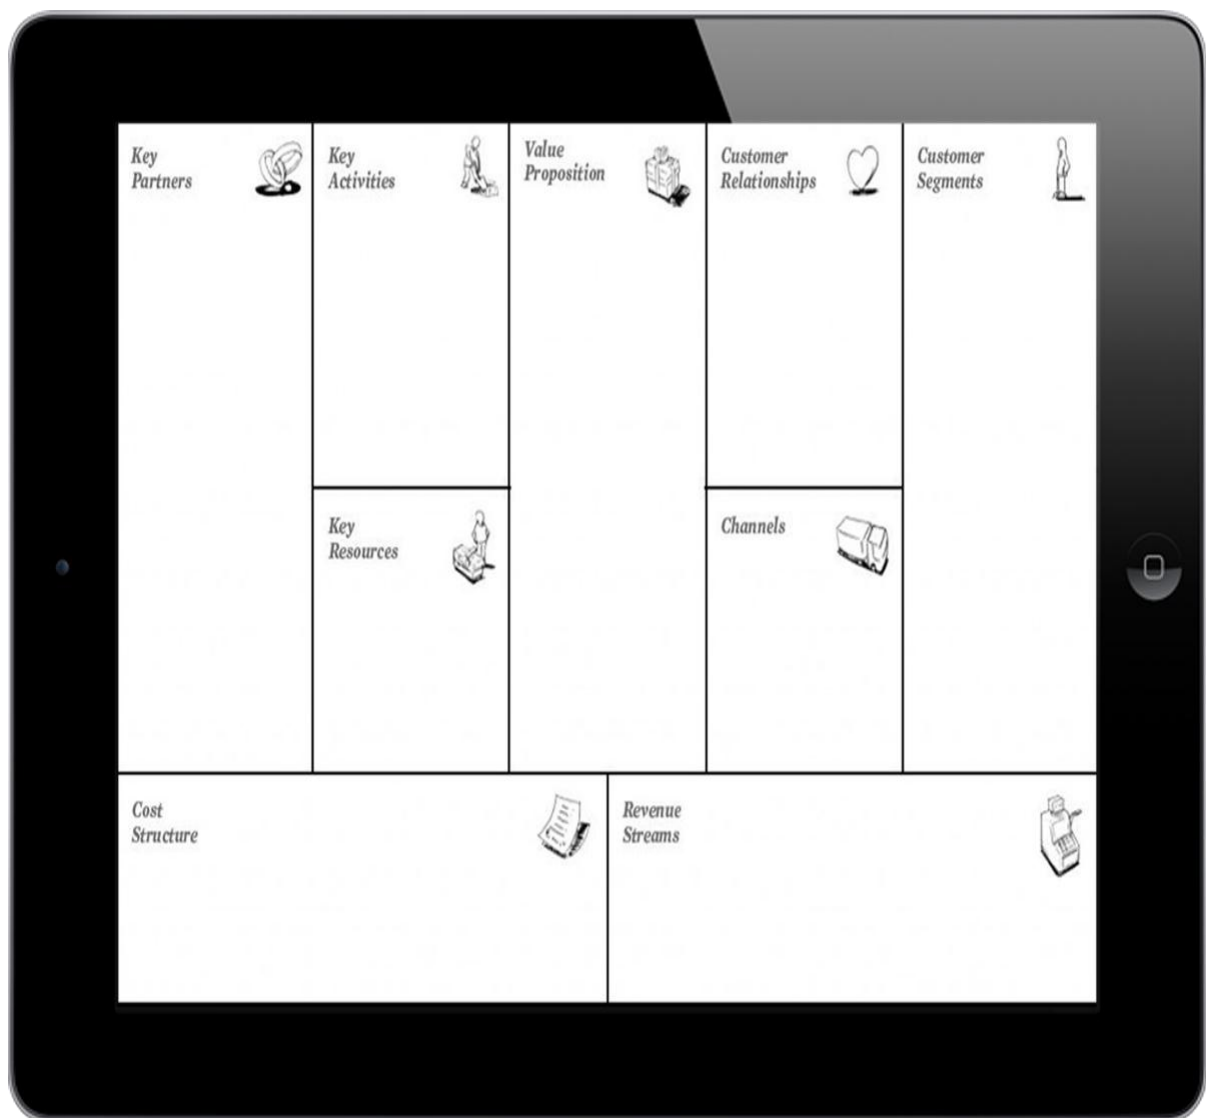 Key
Partners
Key
Activities
Value
Proposition
Customer
Relationships
Customer
Segments
Key
Resources
Channels
Cost
Structure
Revenue
Streams